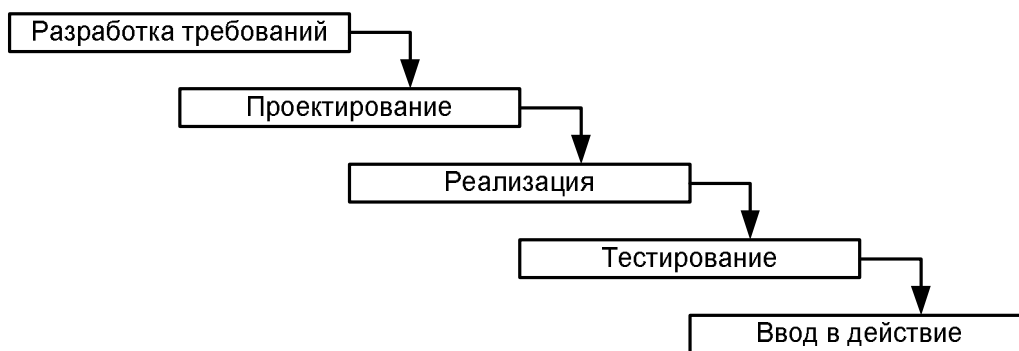 Разработка требований
Проектирование
Реализация
Тестирование
Ввод в действие